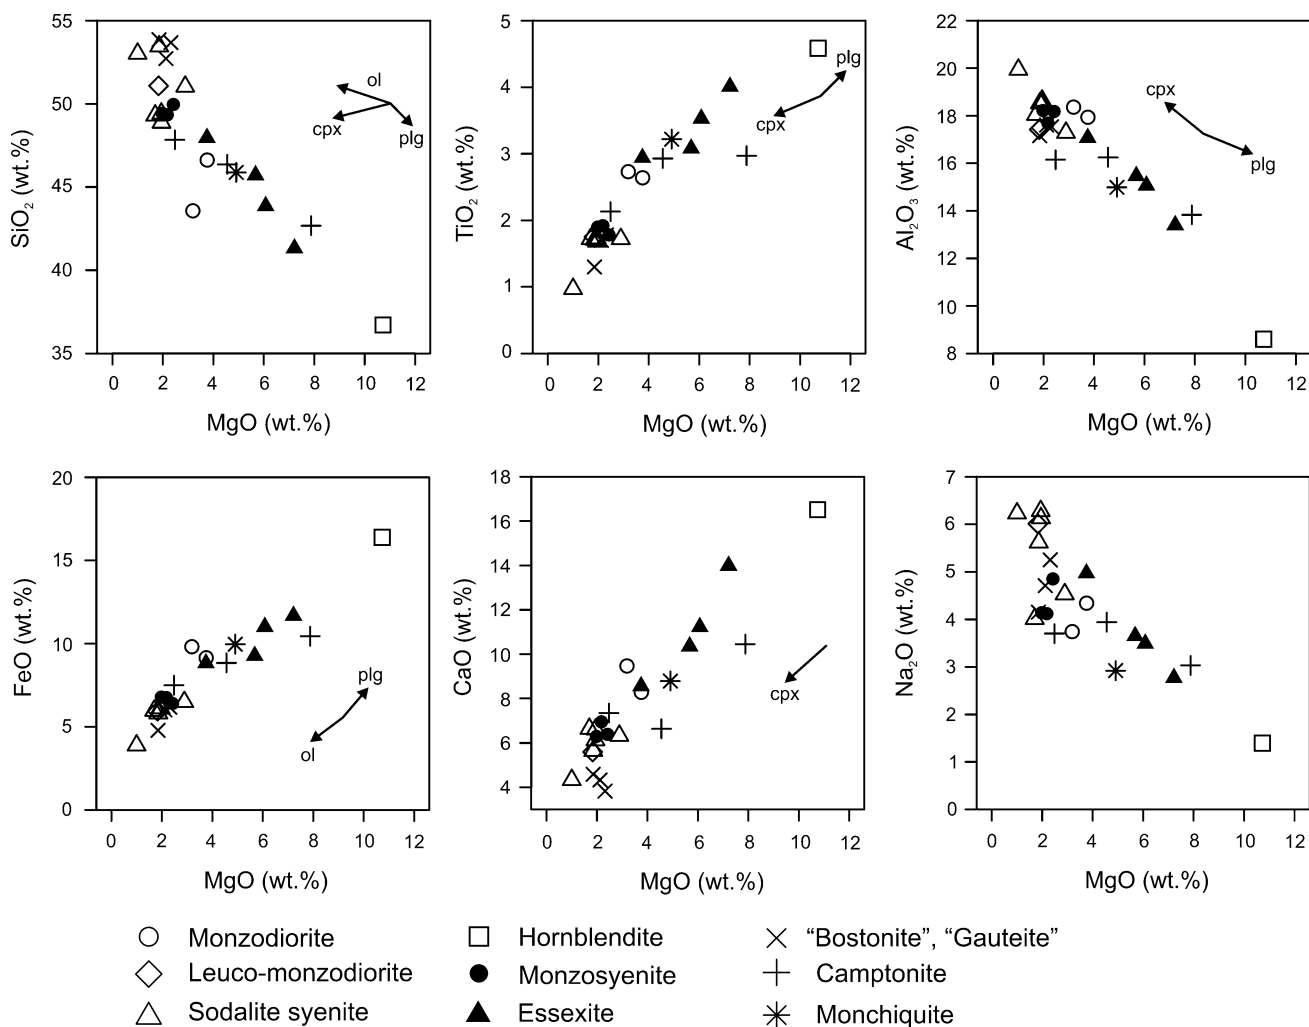 55
50
45
40
35
SiO2 (wt.%)
ol
cpx
plg
0 2 4 6 8 10 12
MgO (wt.%)
5
4
3
2
1
0
TiO2 (wt.%)
plg
cpx
0 2 4 6 8 10 12
MgO (wt.%)
22
20
18
16
14
12
10
8
Al2O3 (wt.%)
cpx
plg
0 2 4 6 8 10 12
MgO (wt.%)
20
15
10
5
0
FeO (wt.%)
plg
ol
0 2 4 6 8 10 12
MgO (wt.%)
18
16
14
12
10
8
6
4
CaO (wt.%)
cpx
0 2 4 6 8 10 12
MgO (wt.%)
7
6
5
4
3
2
1
0
Na2O (wt.%)
0 2 4 6 8 10 12
MgO (wt.%)
Monzodiorite
Leuco-monzodiorite
Sodalite syenite
Hornblendite
Monzosyenite
Essexite
“Bostonite”, “Gauteite”
Camptonite
Monchiquite